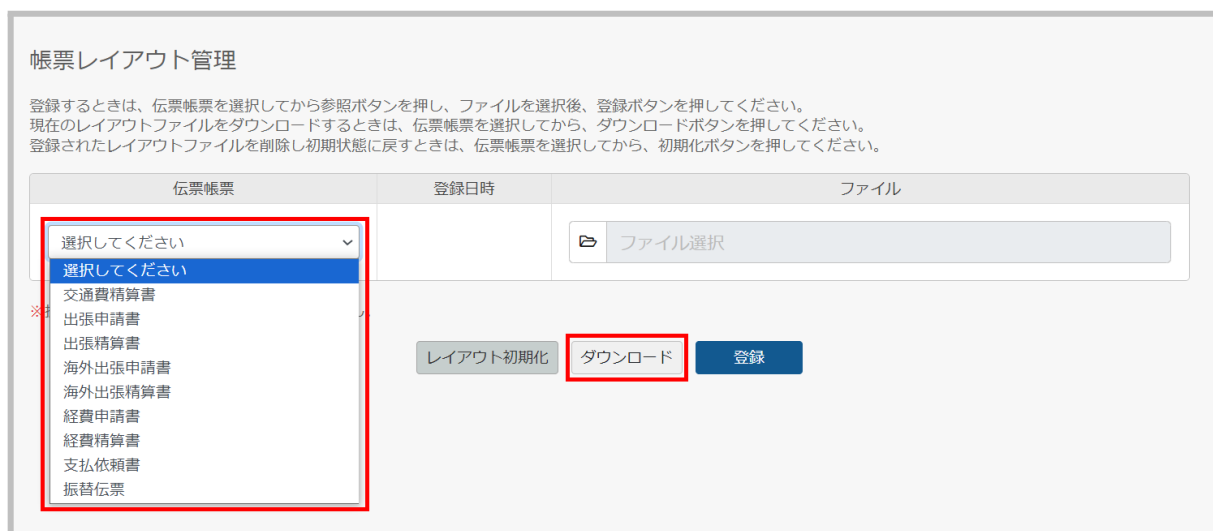 帳票レイアウト管理
登録するときは、伝票帳票を選択してから参照ボタンを押し、ファイルを選択後、登録ボタンを押してください。
現在のレイアウトファイルをダウンロードするときは、伝票帳票を選択してから、ダウンロードボタンを押してください。
登録されたレイアウトファイルを削除し初期状態に戻すときは、伝票帳票を選択してから、初期化ボタンを押してください。
伝票帳票 登録日時 ファイル
選択してください ファイル選択
選択してください
交通費精算書
出張申請書
出張精算書
海外出張申請書
海外出張精算書
経費申請書
経費精算書
支払依頼書
振替伝票
※
レイアウト初期化 ダウンロード 登録